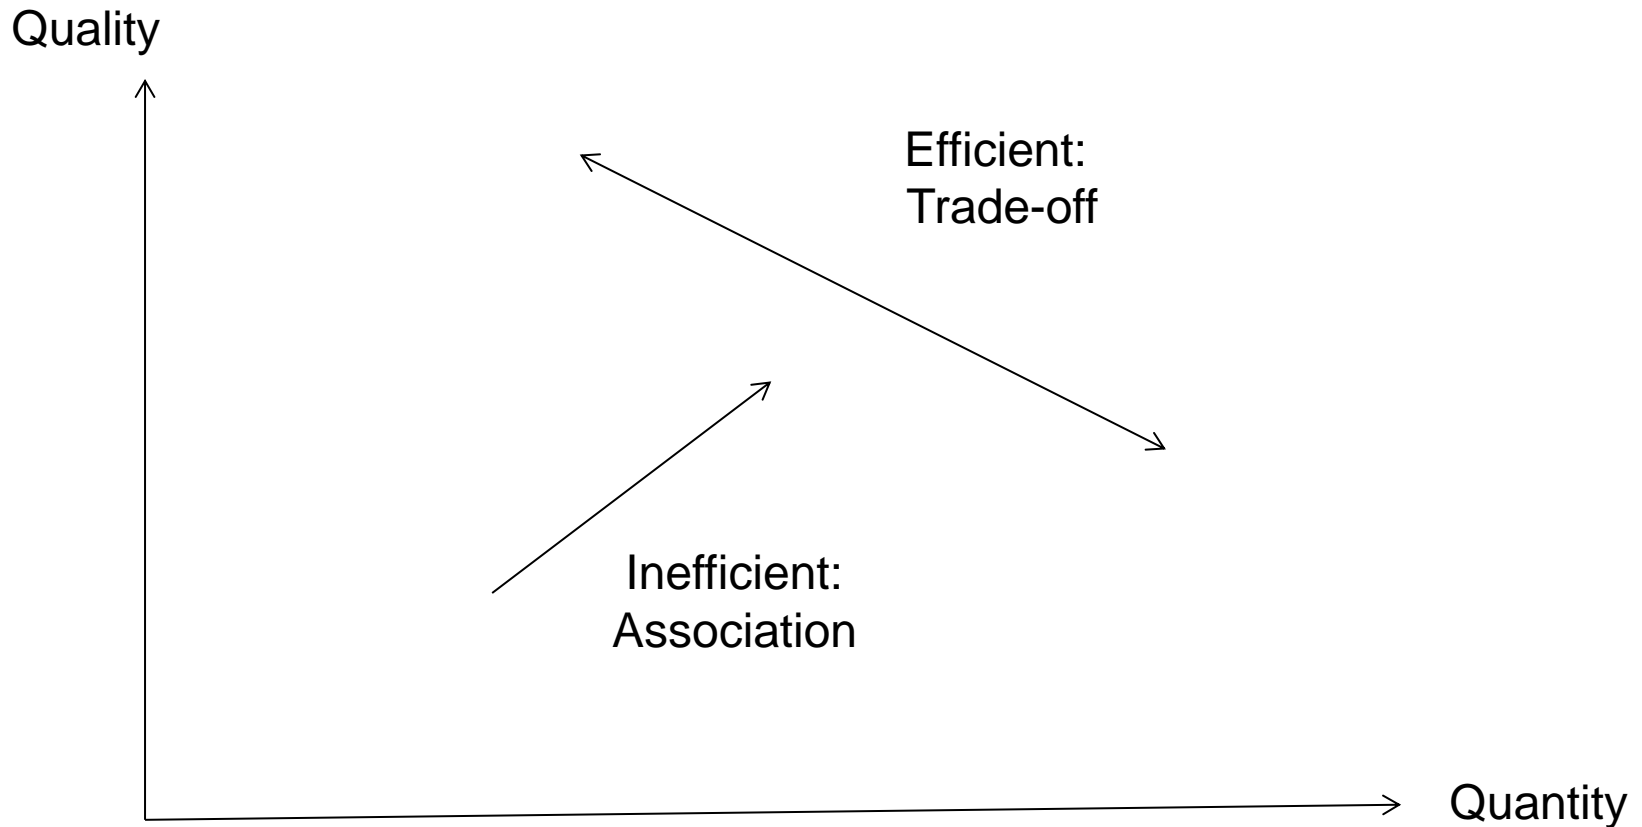 Quality
Efficient:
Trade-off
Inefficient:
Association
Quantity